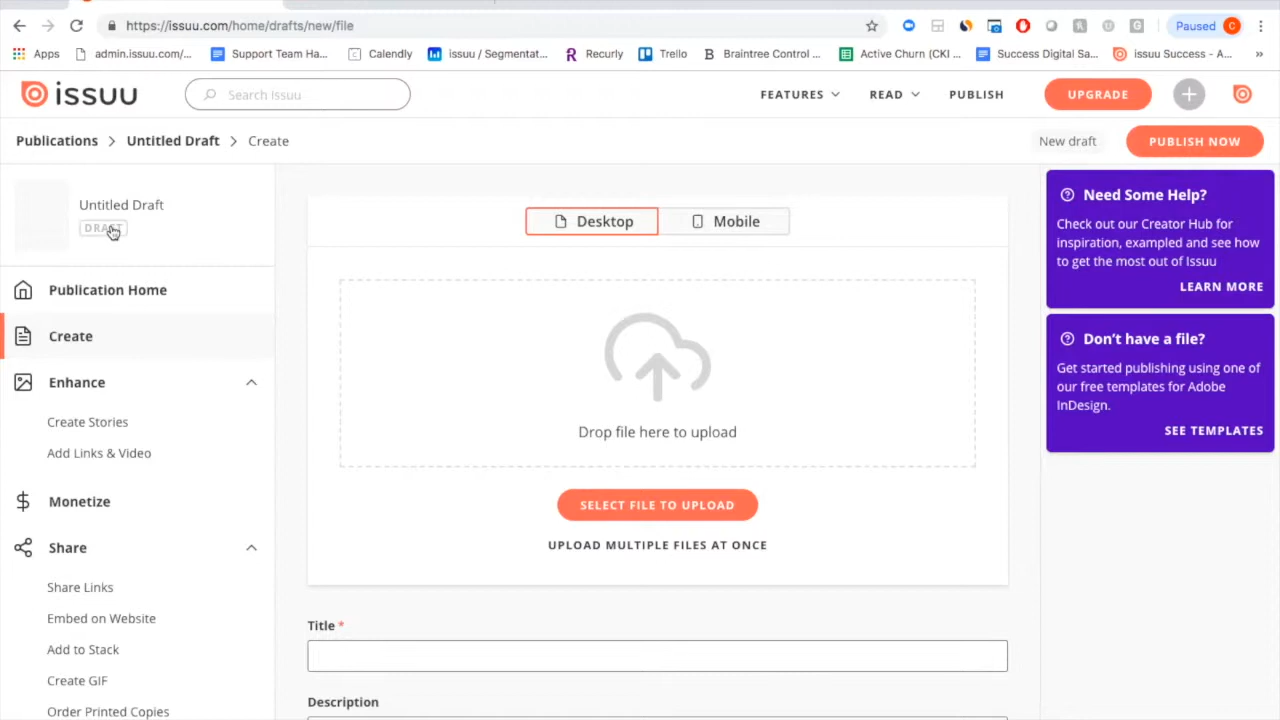 https://issuu.com/home/drafts/new/file
Paused C
Apps admin.issuu.com/... Support Team Ha... Calendly issuu / Segmentat... Recurly Trello Braintree Control ... Active Churn (CKI ... Success Digital Sa... issuu Success - A... »
issuu Search Issuu FEATURES READ PUBLISH UPGRADE
Publications > Untitled Draft > Create New draft PUBLISH NOW
Untitled Draft
DRAFT
Publication Home
Create
Enhance
Create Stories
Add Links & Video
Monetize
Share
Share Links
Embed on Website
Add to Stack
Create GIF
Order Printed Copies
Desktop Mobile
Drop file here to upload
SELECT FILE TO UPLOAD
UPLOAD MULTIPLE FILES AT ONCE
Title *
Description
Need Some Help?
Check out our Creator Hub for
inspiration, exampled and see how
to get the most out of Issuu
LEARN MORE
Don't have a file?
Get started publishing using one of
our free templates for Adobe
InDesign.
SEE TEMPLATES